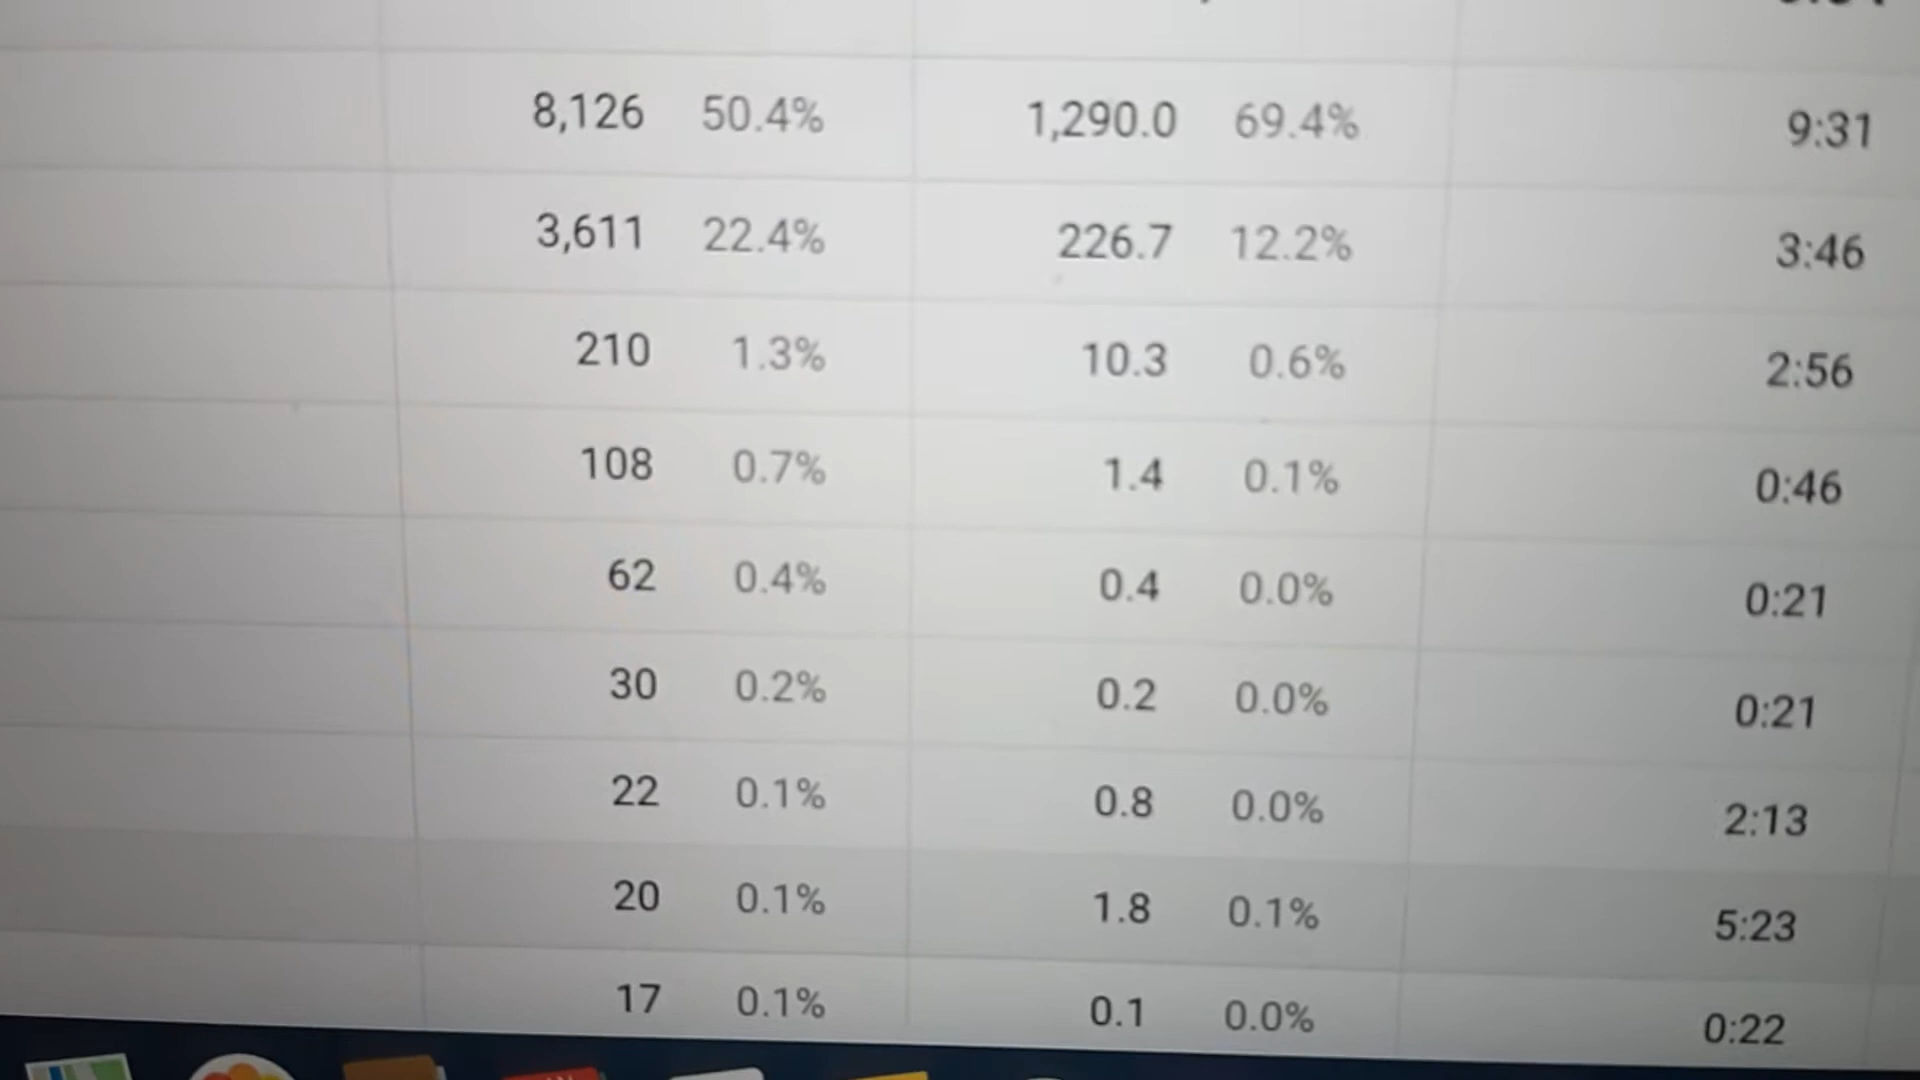 8,126 50.4% 1,290.0 69.4% 9:31
3,611 22.4% 226.7 12.2% 3:46
210 1.3% 10.3 0.6% 2:56
108 0.7% 1.4 0.1% 0:46
62 0.4% 0.4 0.0% 0:21
30 0.2% 0.2 0.0% 0:21
22 0.1% 0.8 0.0% 2:13
20 0.1% 1.8 0.1% 5:23
17 0.1% 0.1 0.0% 0:22